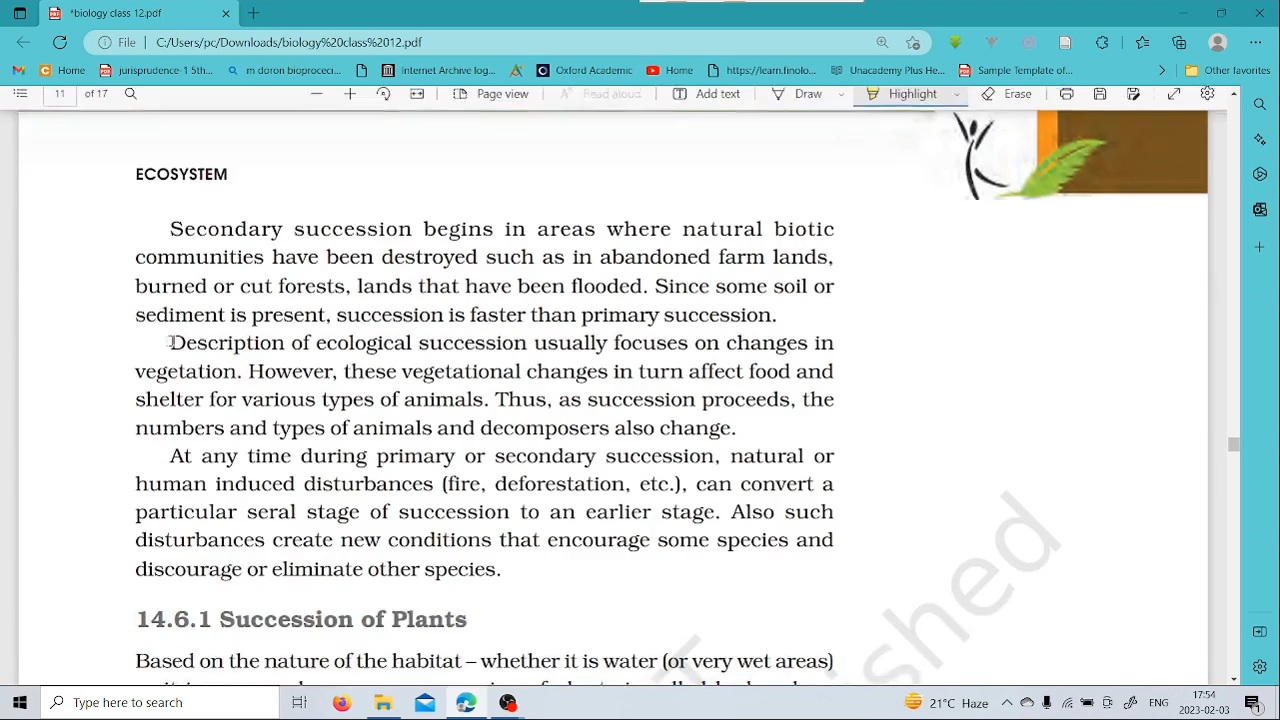 *biology class 12.pdf
File C:/Users/pc/Downloads/biology%20class%2012.pdf
Home jurisprudence-1 5th... m doron bioproceci... Internet Archive log... Oxford Academic Home https://learn.finolo... Unacademy Plus He... Sample Template of... Other favorites
11 of 17 Page view Read aloud Add text Draw Highlight Erase
ECOSYSTEM
Secondary succession begins in areas where natural biotic
communities have been destroyed such as in abandoned farm lands,
burned or cut forests, lands that have been flooded. Since some soil or
sediment is present, succession is faster than primary succession.
Description of ecological succession usually focuses on changes in
vegetation. However, these vegetational changes in turn affect food and
shelter for various types of animals. Thus, as succession proceeds, the
numbers and types of animals and decomposers also change.
At any time during primary or secondary succession, natural or
human induced disturbances (fire, deforestation, etc.), can convert a
particular seral stage of succession to an earlier stage. Also such
disturbances create new conditions that encourage some species and
discourage or eliminate other species.
14.6.1 Succession of Plants
Based on the nature of the habitat – whether it is water (or very wet areas)
shed
Type here to search
21°C Haze
17:54
2023-02-03